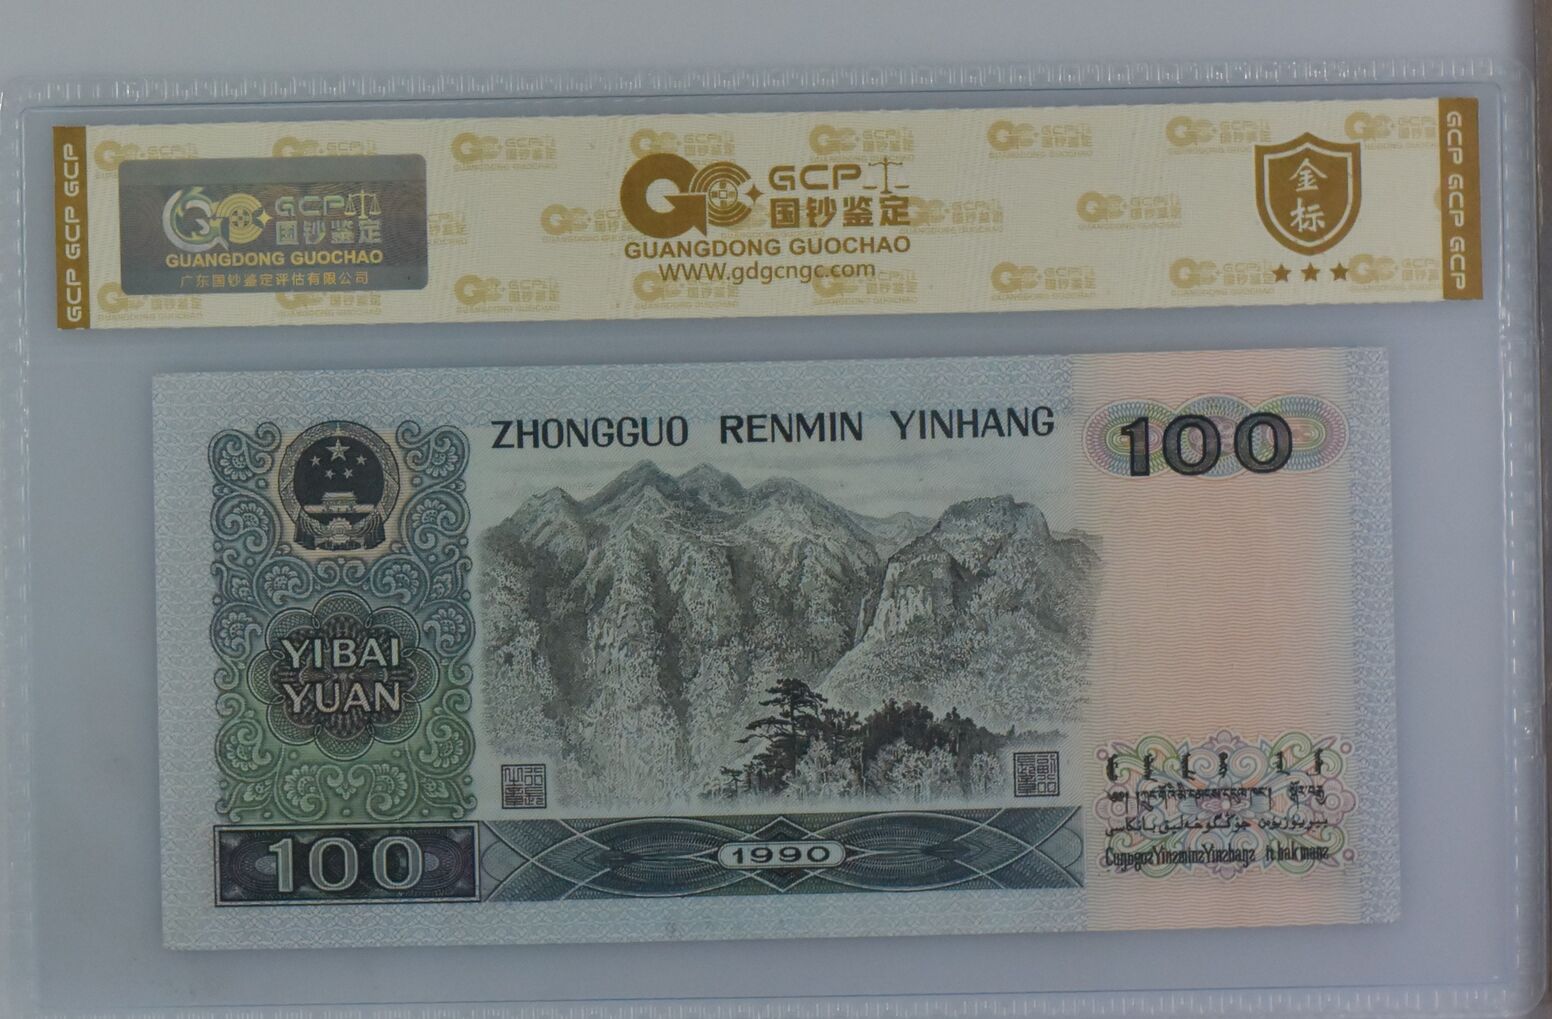 GCP GCP GCP
GCP
国钞鉴定
GUANGDONG GUOCHAO
广东国钞鉴定评估有限公司
GCP
国钞鉴定
GUANGDONG GUOCHAO
WWW.gdgcngc.com
金标
GCP GCP GCP
ZHONGGUO RENMIN YINHANG
100
YIBAI
YUAN
100
1990